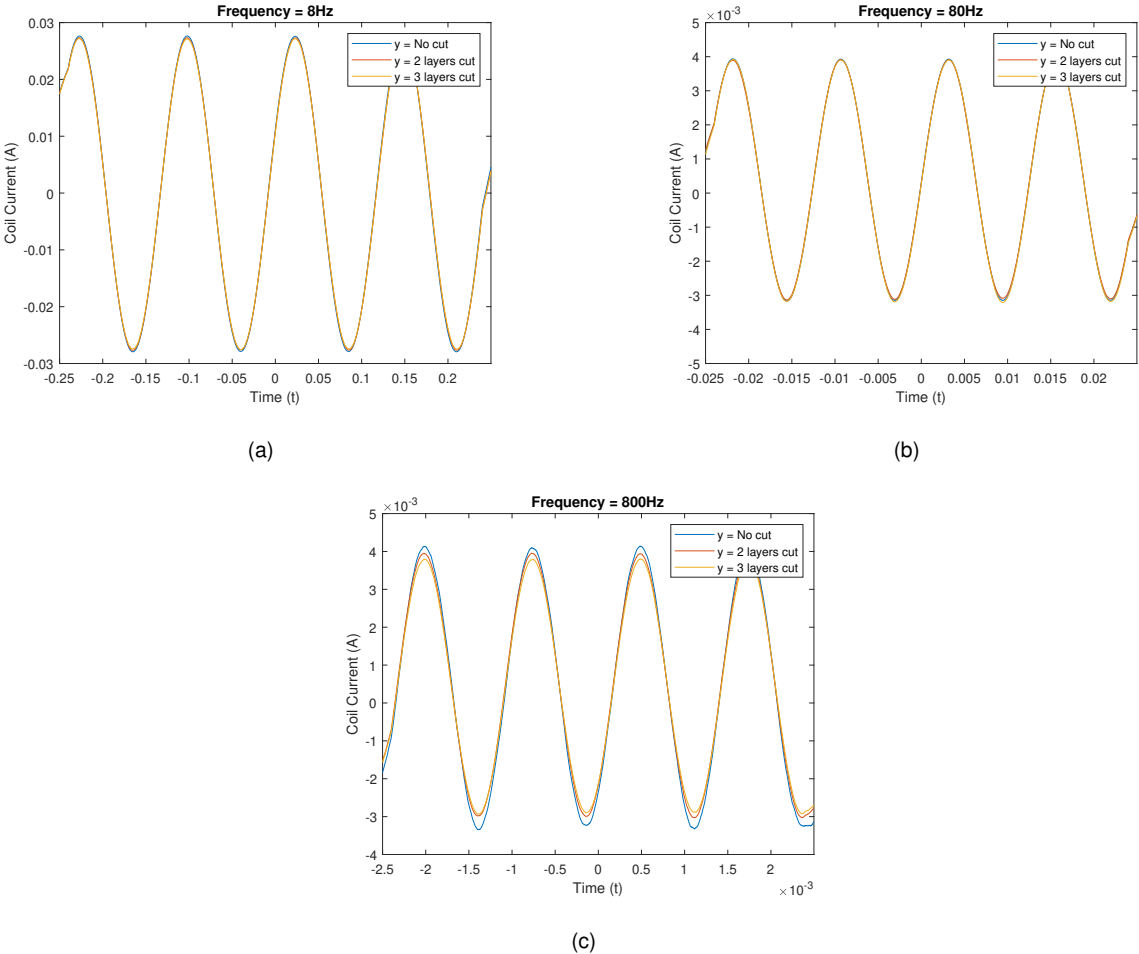 Frequency = 8Hz
0.03
0.02
0.01
0
-0.01
-0.02
-0.03
Coil Current (A)
y = No cut
y = 2 layers cut
y = 3 layers cut
-0.25 -0.2 -0.15 -0.1 -0.05 0 0.05 0.1 0.15 0.2
Time (t)
(a)
×10-3
Frequency = 80Hz
5
4
3
2
1
0
-1
-2
-3
-4
-5
Coil Current (A)
y = No cut
y = 2 layers cut
y = 3 layers cut
-0.025 -0.02 -0.015 -0.01 -0.005 0 0.005 0.01 0.015 0.02
Time (t)
(b)
×10-3
Frequency = 800Hz
5
4
3
2
1
0
-1
-2
-3
-4
Coil Current (A)
y = No cut
y = 2 layers cut
y = 3 layers cut
-2.5 -2 -1.5 -1 -0.5 0 0.5 1 1.5 2
Time (t)
×10-3
(c)